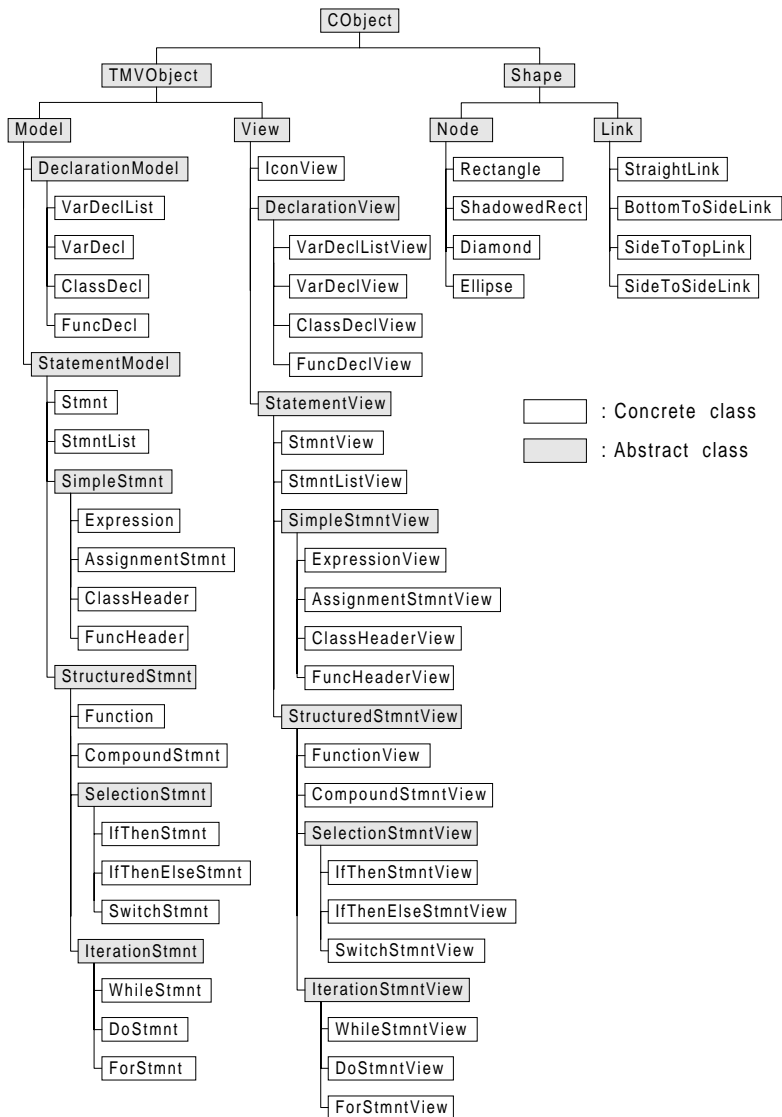 CObject
TMVObject
Shape
Model
View
Node
Link
DeclarationModel
VarDeclList
VarDecl
ClassDecl
FuncDecl
StatementModel
Stmnt
StmntList
SimpleStmnt
Expression
AssignmentStmnt
ClassHeader
FuncHeader
StructuredStmnt
Function
CompoundStmnt
SelectionStmnt
IfThenStmnt
IfThenElseStmnt
SwitchStmnt
IterationStmnt
WhileStmnt
DoStmnt
ForStmnt
IconView
DeclarationView
VarDeclListView
VarDeclView
ClassDeclView
FuncDeclView
StatementView
StmntView
StmntListView
SimpleStmntView
ExpressionView
AssignmentStmntView
ClassHeaderView
FuncHeaderView
StructuredStmntView
FunctionView
CompoundStmntView
SelectionStmntView
IfThenStmntView
IfThenElseStmntView
SwitchStmntView
IterationStmntView
WhileStmntView
DoStmntView
ForStmntView
Rectangle
ShadowedRect
Diamond
Ellipse
StraightLink
BottomToSideLink
SideToTopLink
SideToSideLink
: Concrete class
: Abstract class